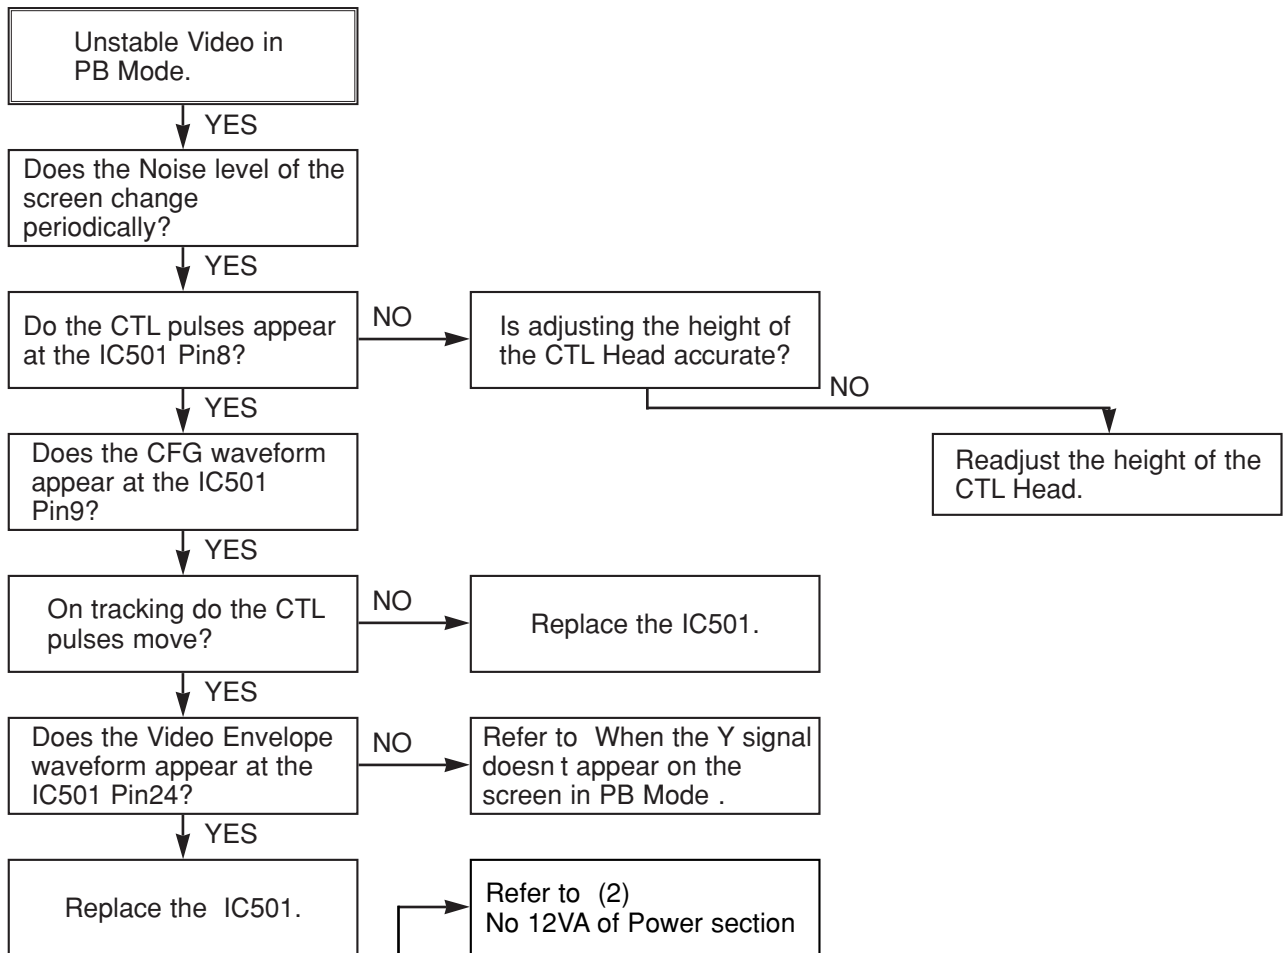 Unstable Video in
PB Mode.
YES
Does the Noise level of the
screen change
periodically?
YES
Do the CTL pulses appear
at the IC501 Pin8?
NO
Is adjusting the height of
the CTL Head accurate?
NO
Readjust the height of the
CTL Head.
YES
Does the CFG waveform
appear at the IC501
Pin9?
YES
On tracking do the CTL
pulses move?
NO
Replace the IC501.
YES
Does the Video Envelope
waveform appear at the
IC501 Pin24?
NO
Refer to When the Y signal
doesn t appear on the
screen in PB Mode .
YES
Replace the IC501.
Refer to (2)
No 12VA of Power section